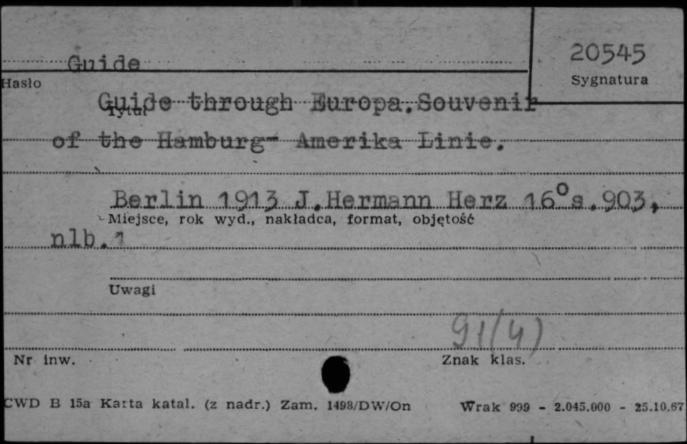 Guide
20545
Hasło
Sygnatura
Guide through Europa.Souvenir
Tytuł
of the Hamburg- Amerika Linie.
Berlin 1913 J.Hermann Herz 16°s.903,
Miejsce, rok wyd., nakładca, format, objętość
nlb.1
Uwagi
91(4)
Nr inw.
Znak klas.
CWD B 15a Karta katal. (z nadr.) Zam. 1498/DW/On
Wrak 999 - 2.045.000 - 25.10.67